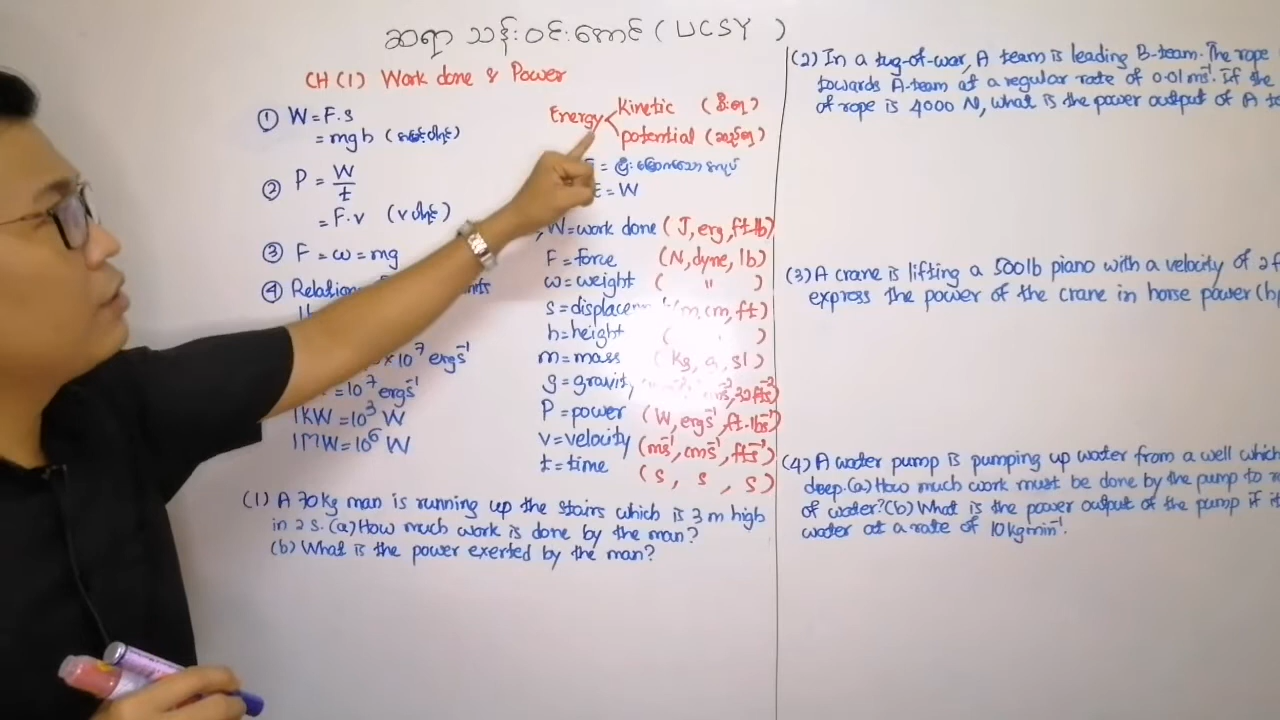 ဆရာ သန်းဝင်းအောင် ( UCSY )
CH (1) Work done & Power
① W = F.s
= mgh
② P = W/t
= F.v
③ F = ω = mg
④
10⁷ ergs⁻¹
= 10⁷ ergs⁻¹
1KW = 10³ W
1MW = 10⁶ W
Energy
Kinetic
potential
= W
W = work done ( J, erg, ft-lb)
F = force (N, dyne, lb)
ω = weight ( " )
s = displacem m, cm, ft)
h = height ( )
m = mass ( kg, g, sl )
g = gravity 32fts⁻²)
P = power (W, ergs⁻¹, ft-lbs⁻¹)
v = velocity (ms⁻¹, cms⁻¹, fts⁻¹)
t = time ( s , s , s )
(1) A 70kg man is running up the stairs which is 3 m high
in 2 s. (a) How much work is done by the man?
(b) What is the power exerted by the man?
(2) In a tug-of-war, A team is leading B-team. The rope
towards A-team at a regular rate of 0.01ms⁻¹. If the
of rope is 4000 N, what is the power output of A te
(3) A crane is lifting a 500lb piano with a velocity of 2f
express the power of the crane in horse power (h
(4) A water pump is pumping up water from a well which
deep. (a) How much work must be done by the pump to r
of water? (b) What is the power output of the pump if it
water at a rate of 10kgmin⁻¹.